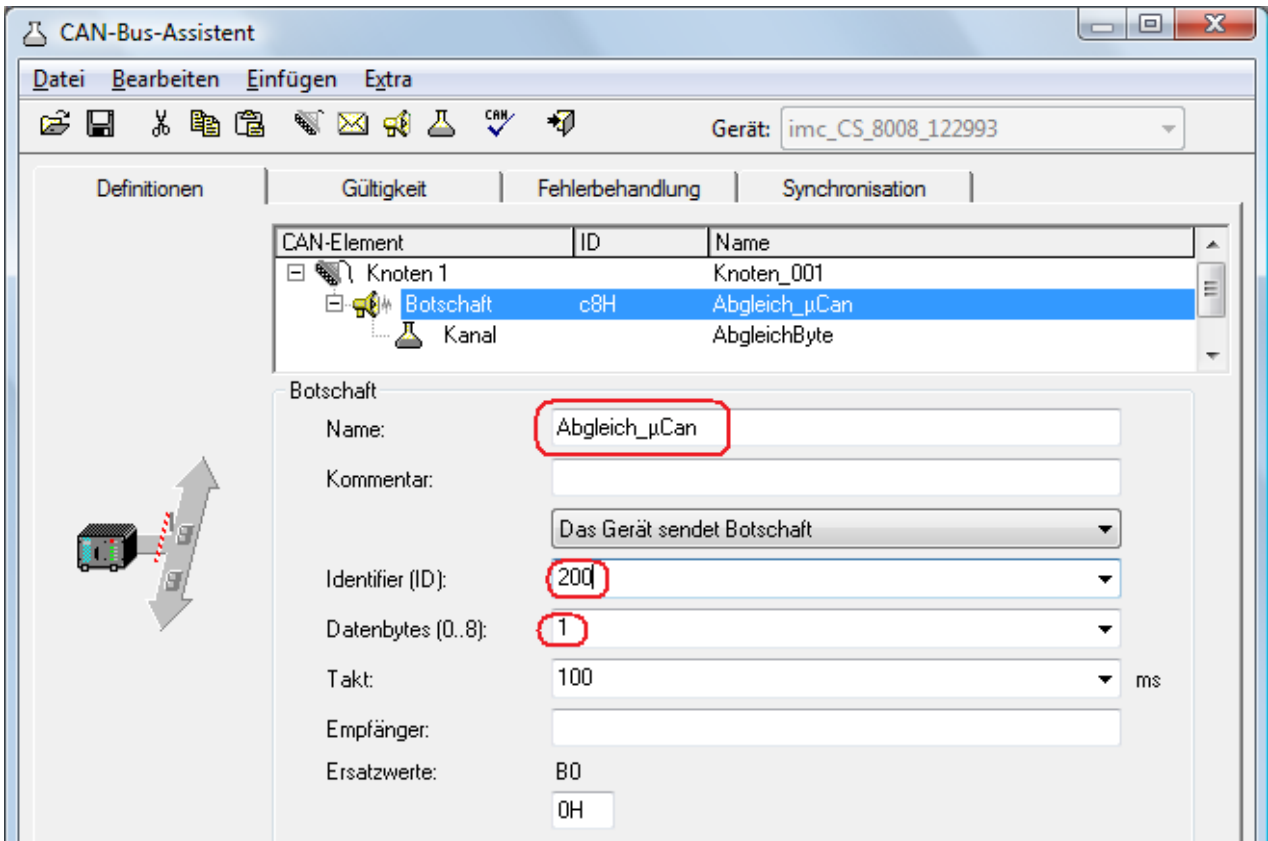 CAN-Bus-Assistent
Datei Bearbeiten Einfügen Extra
CAN Gerät: imc_CS_8008_122993
Definitionen Gültigkeit Fehlerbehandlung Synchronisation
CAN-Element ID Name
Knoten 1 Knoten_001
Botschaft c8H Abgleich_µCan
Kanal AbgleichByte
Botschaft
Name: Abgleich_µCan
Kommentar:
Das Gerät sendet Botschaft
Identifier (ID): 200
Datenbytes (0..8): 1
Takt: 100 ms
Empfänger:
Ersatzwerte: B0
0H